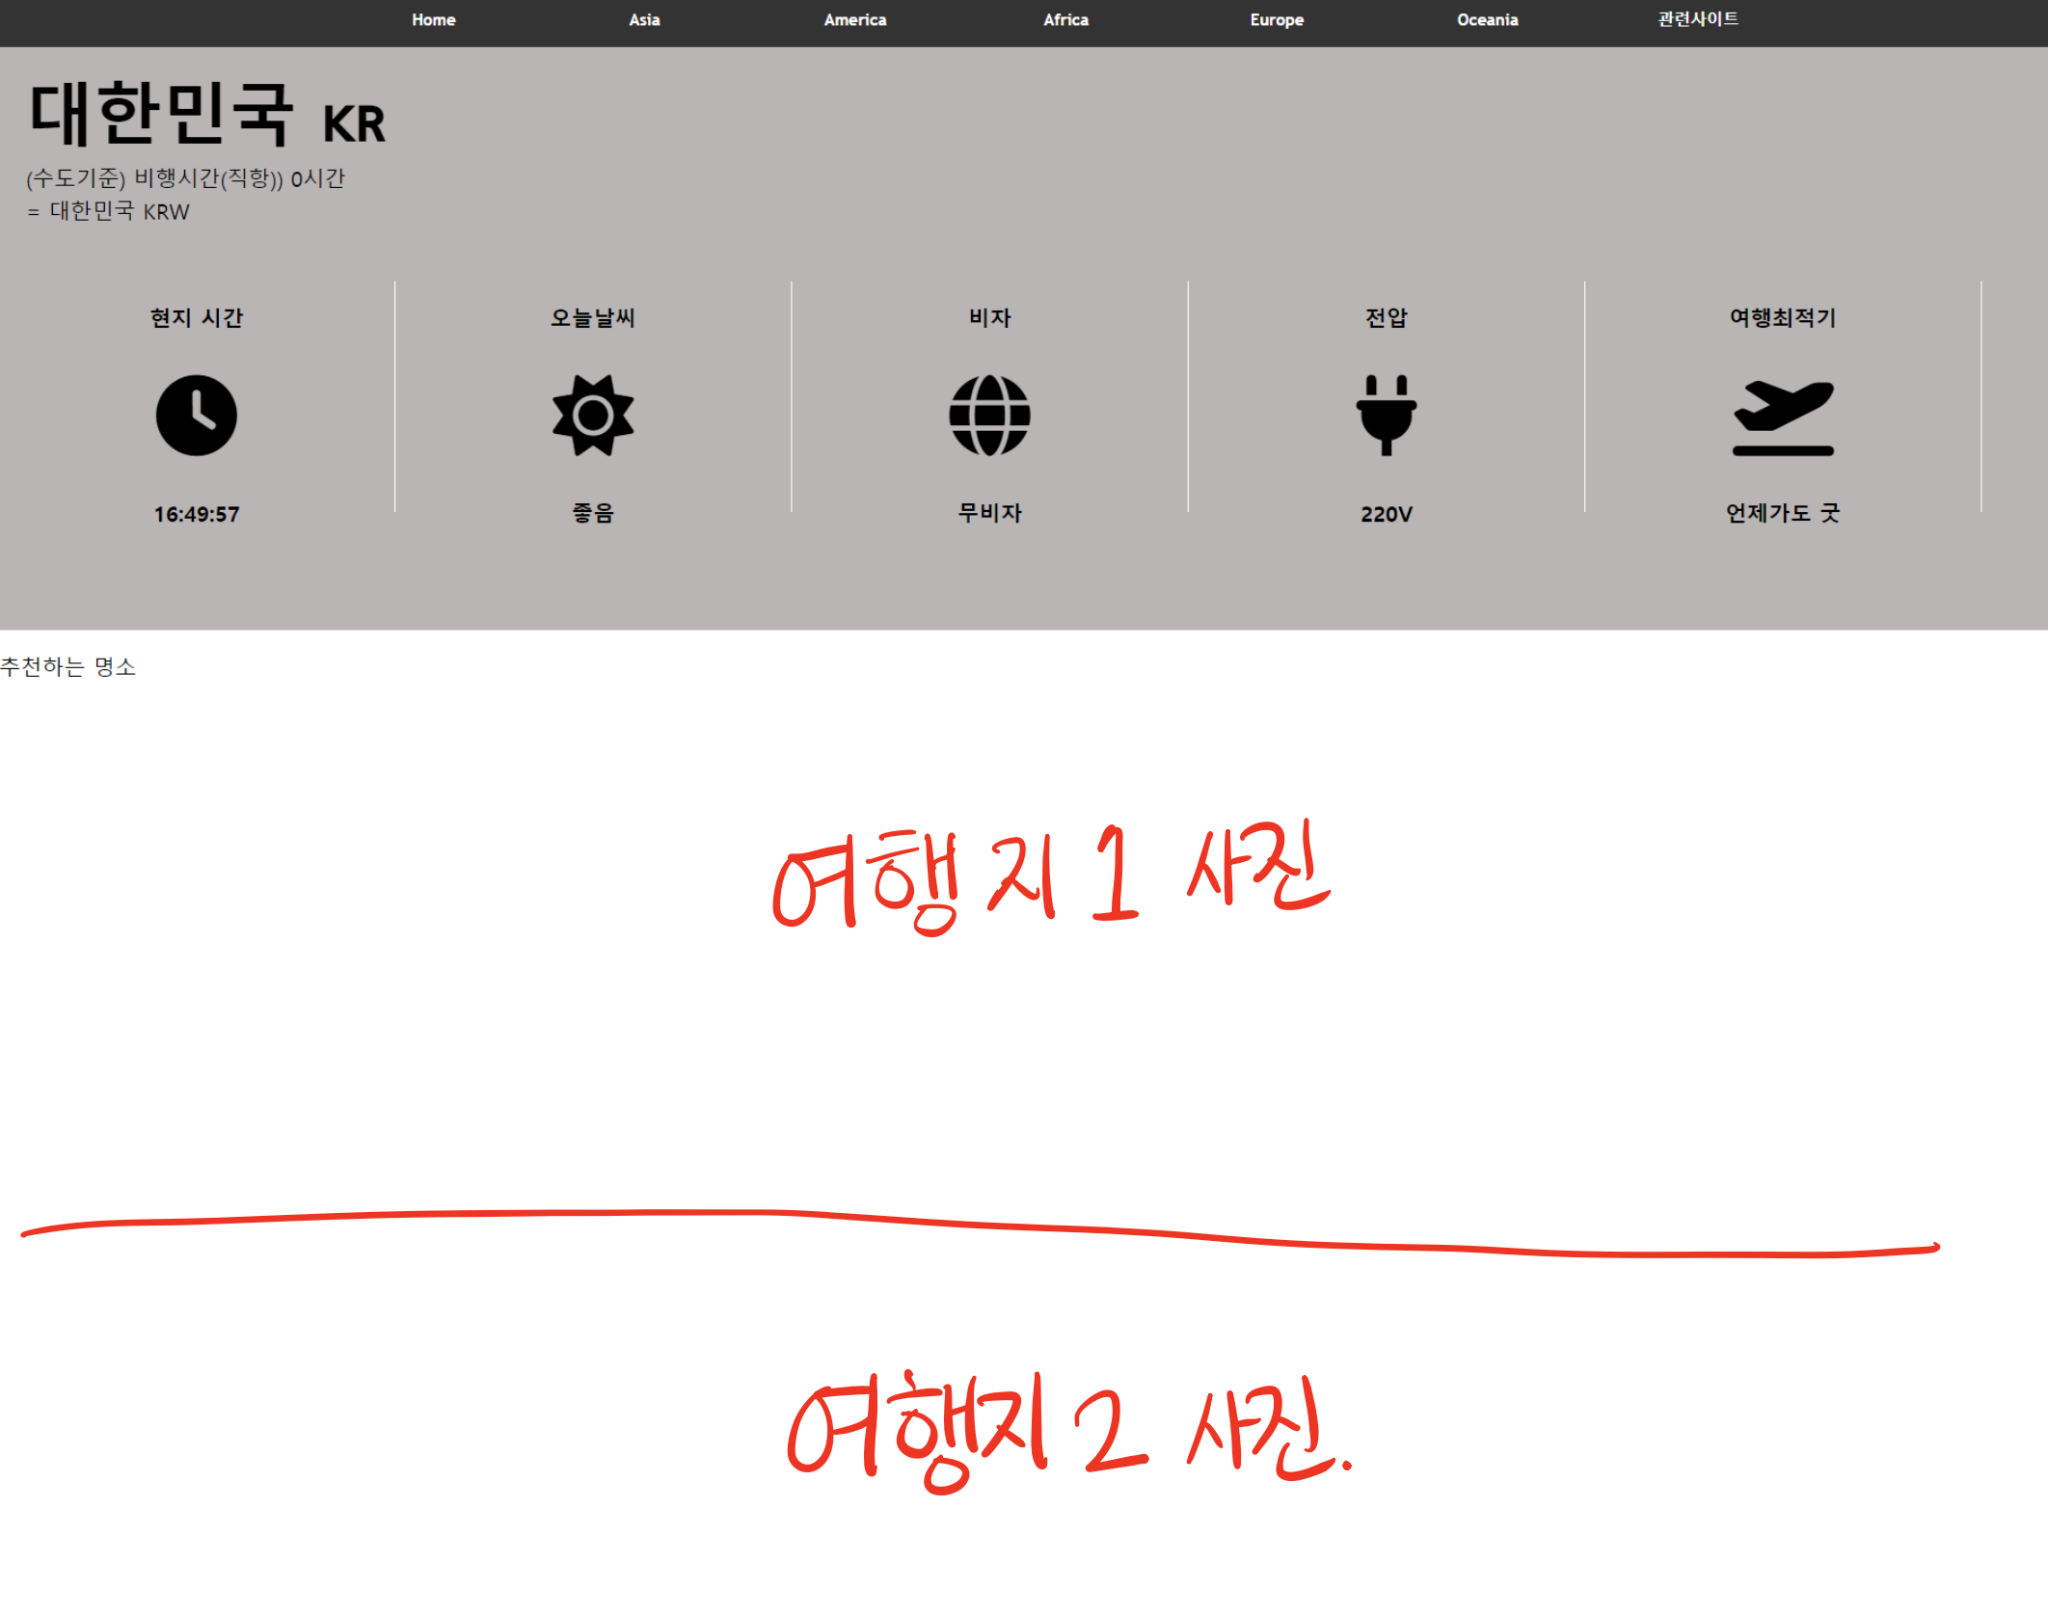 Home Asia America Africa Europe Oceania 관련사이트
대한민국 KR
(수도기준) 비행시간(직항)) 0시간
= 대한민국 KRW
현지 시간 오늘날씨 비자 전압 여행최적기
16:49:57 좋음 무비자 220V 언제가도 굿
추천하는 명소
여행지 1 사진
여행지 2 사진.